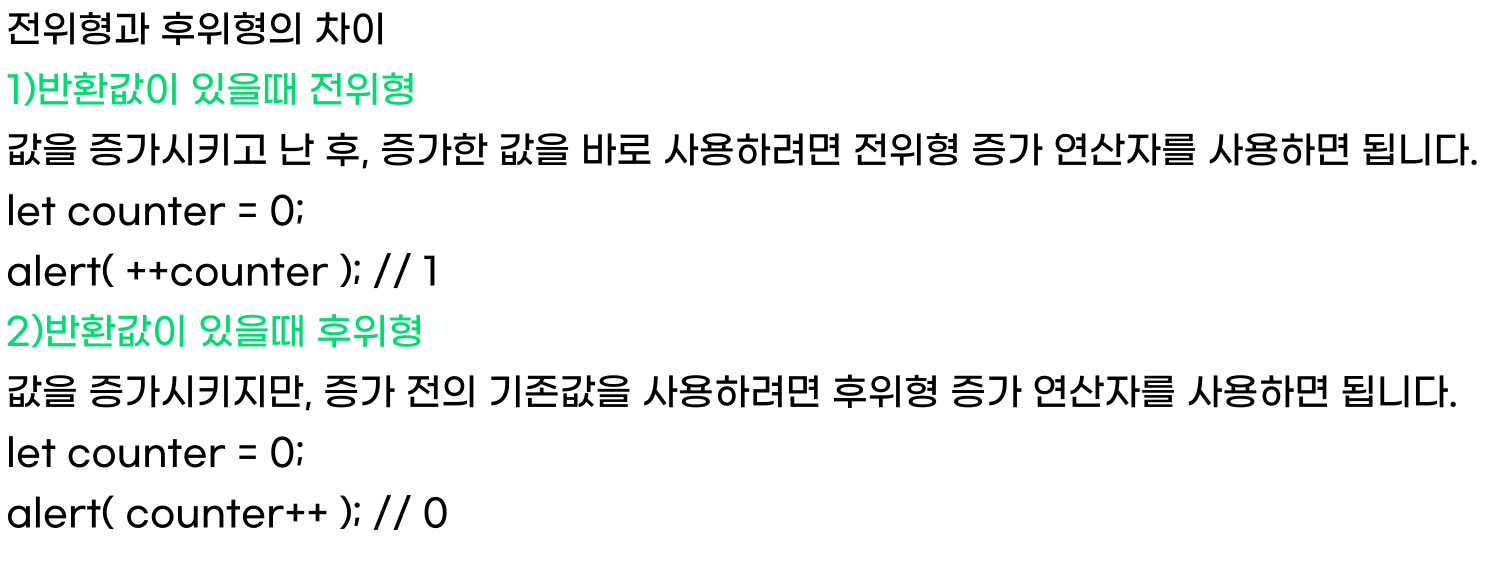 전위형과 후위형의 차이
1)반환값이 있을때 전위형
값을 증가시키고 난 후, 증가한 값을 바로 사용하려면 전위형 증가 연산자를 사용하면 됩니다.
let counter = 0;
alert( ++counter ); // 1
2)반환값이 있을때 후위형
값을 증가시키지만, 증가 전의 기존값을 사용하려면 후위형 증가 연산자를 사용하면 됩니다.
let counter = 0;
alert( counter++ ); // 0